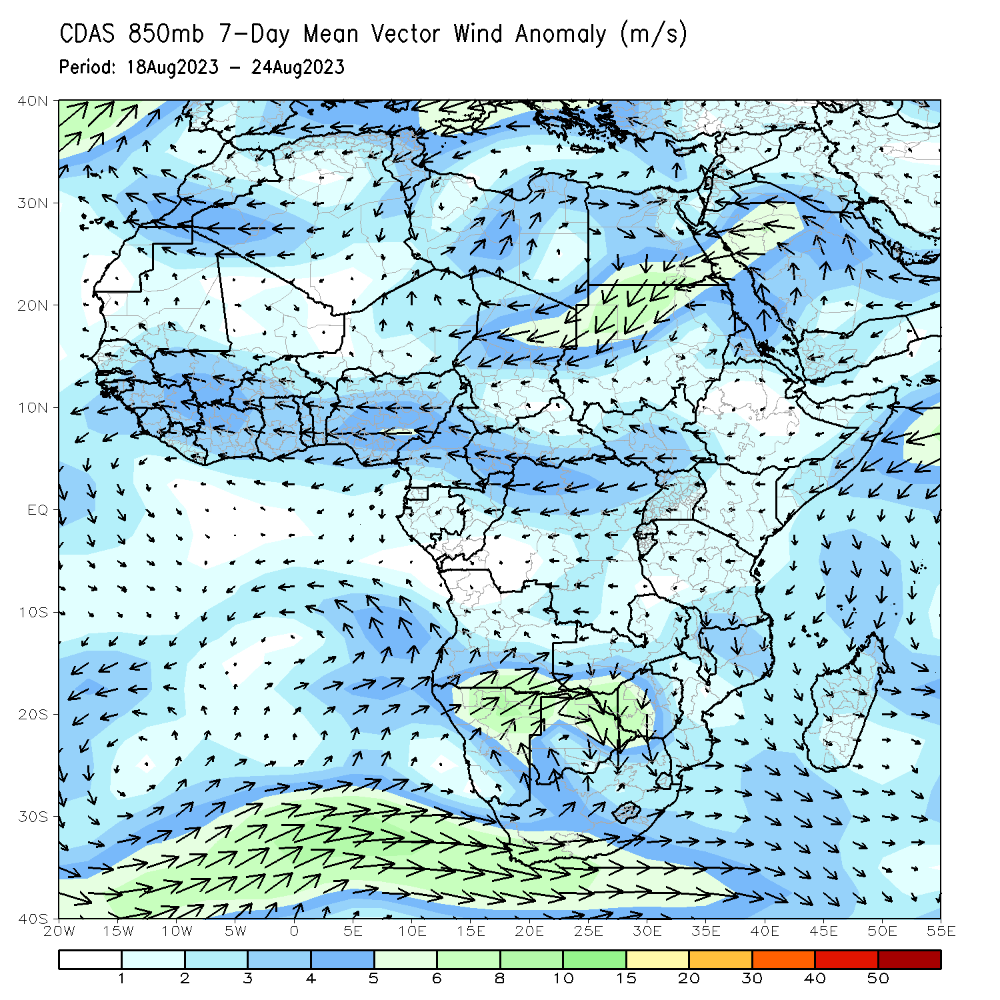 CDAS 850mb 7-Day Mean Vector Wind Anomaly (m/s)
Period: 18Aug2023 - 24Aug2023
40N
30N
20N
10N
EQ
10S
20S
30S
40S
20W 15W 10W 5W 0 5E 10E 15E 20E 25E 30E 35E 40E 45E 50E 55E
1 2 3 4 5 6 8 10 15 20 30 40 50